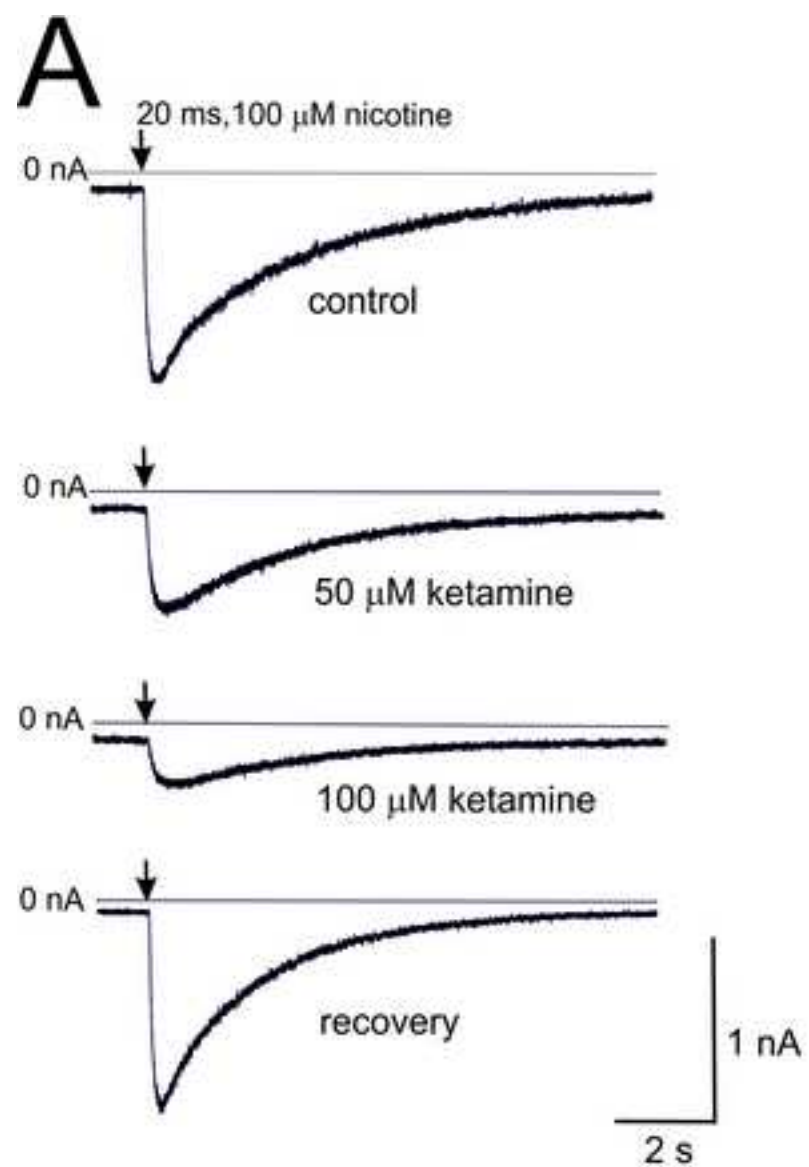 A
20 ms,100 μM nicotine
0 nA
control
0 nA
50 μM ketamine
0 nA
100 μM ketamine
0 nA
recovery
1 nA
2 s